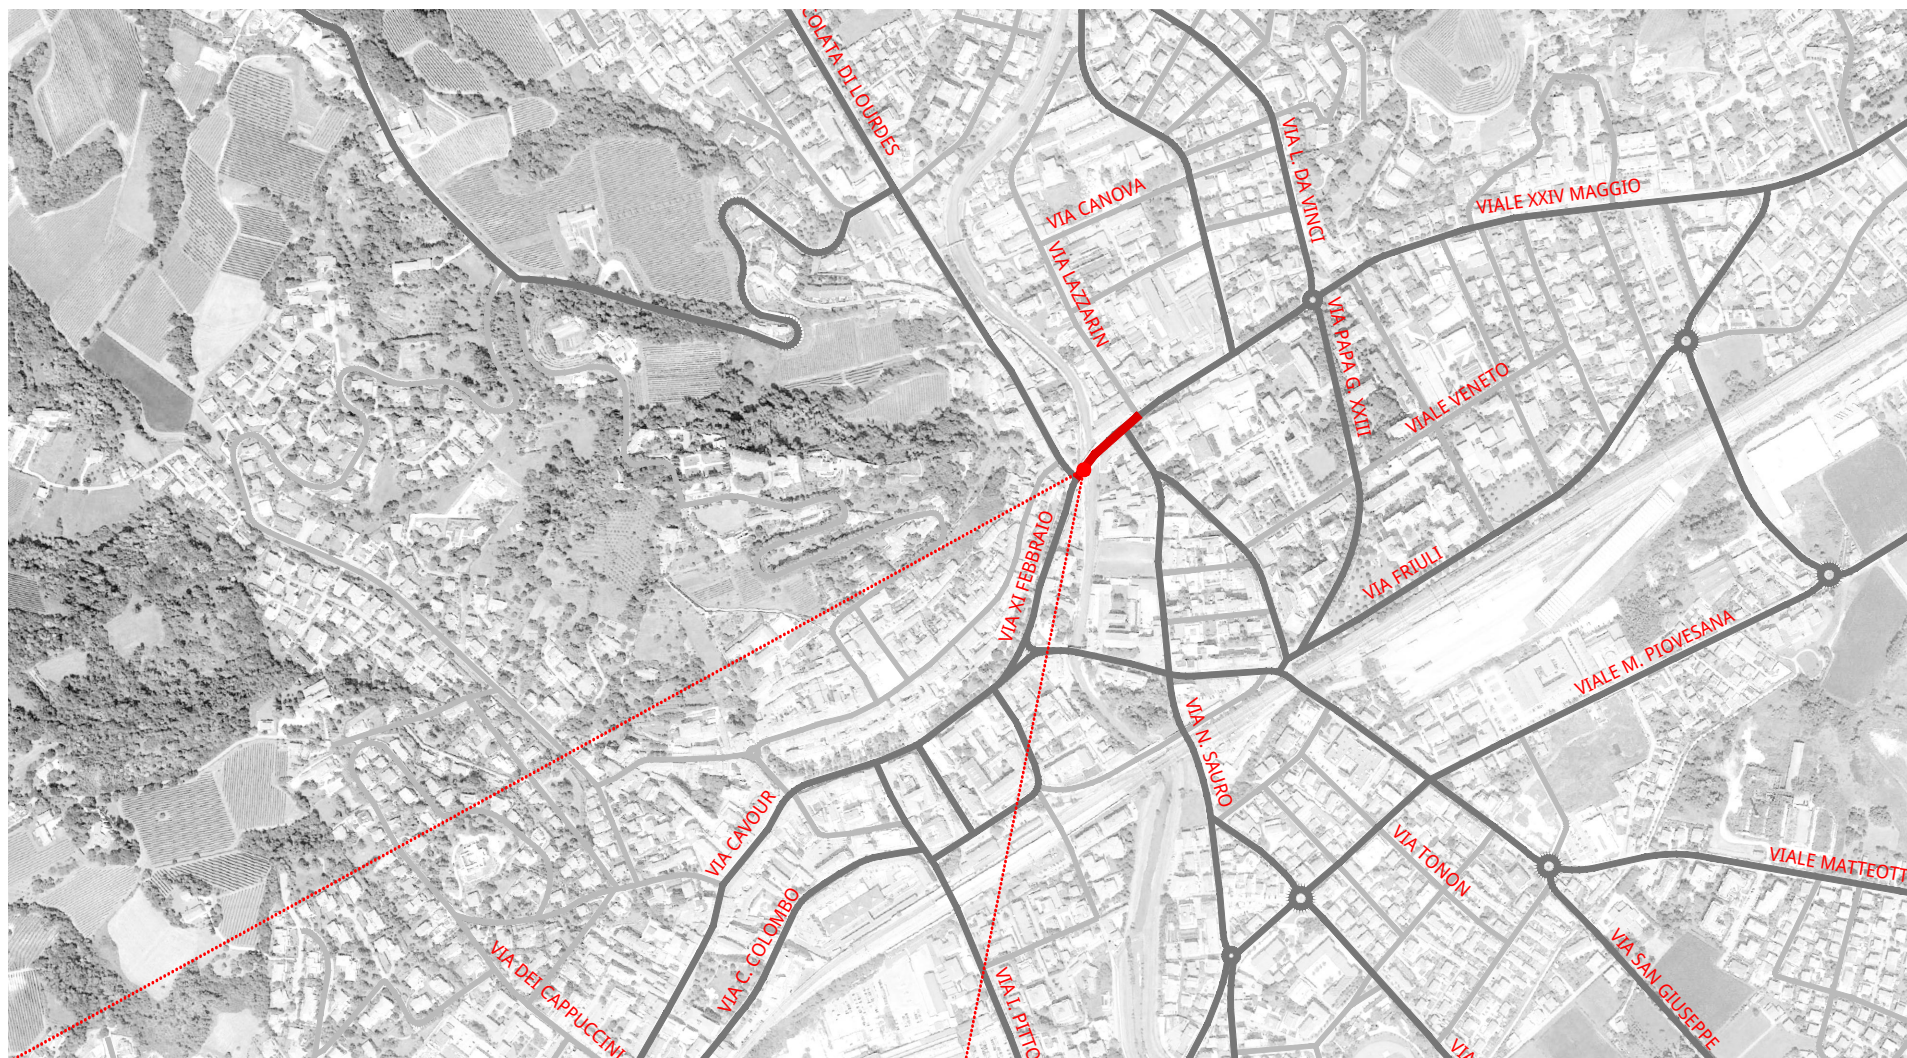 COLATA DI LOURDES
VIA L. DA VINCI
VIA CANOVA
VIALE XXIV MAGGIO
VIA LAZZARIN
VIA PAPA G. XXIII
VIALE VENETO
VIA XI FEBBRAIO
VIA FRIULI
VIALE M. PIOVESANA
VIA N. SAURO
VIA CAVOUR
VIA TONON
VIALE MATTEOTT
VIA C. COLOMBO
VIA DEI CAPPUCCINI
VIA I. PITTO
VIA SAN GIUSEPPE
VIA